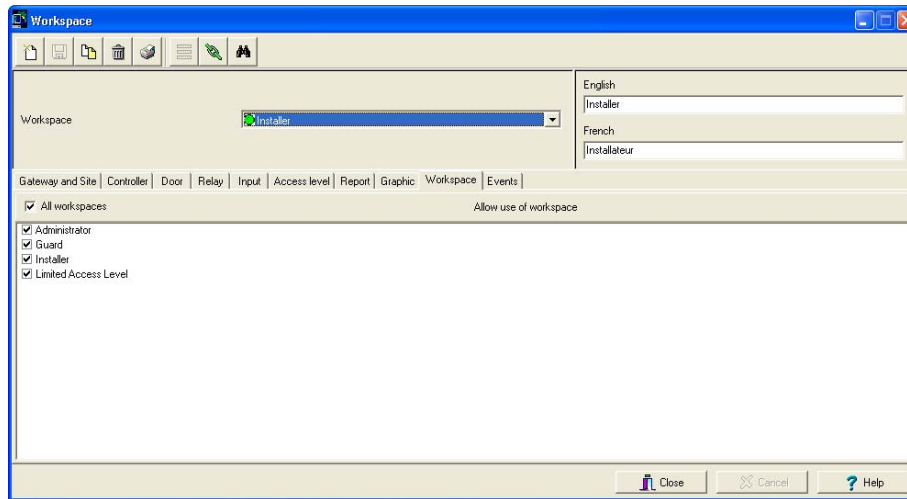 Workspace
English
Installer
Workspace
Installer
French
Installateur
Gateway and Site Controller Door Relay Input Access level Report Graphic Workspace Events
All workspaces Allow use of workspace
Administrator
Guard
Installer
Limited Access Level
Close Cancel ? Help